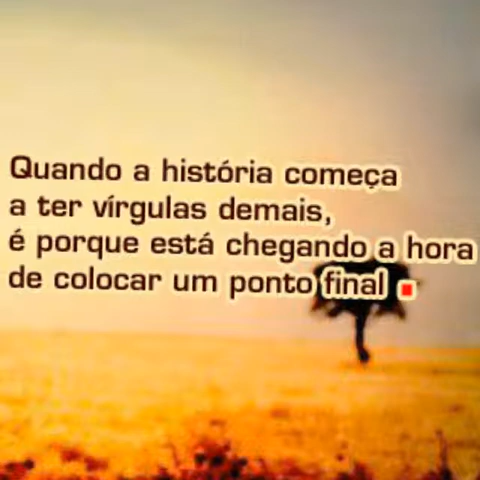 Quando a história começa
a ter vírgulas demais,
é porque está chegando a hora
de colocar um ponto final .